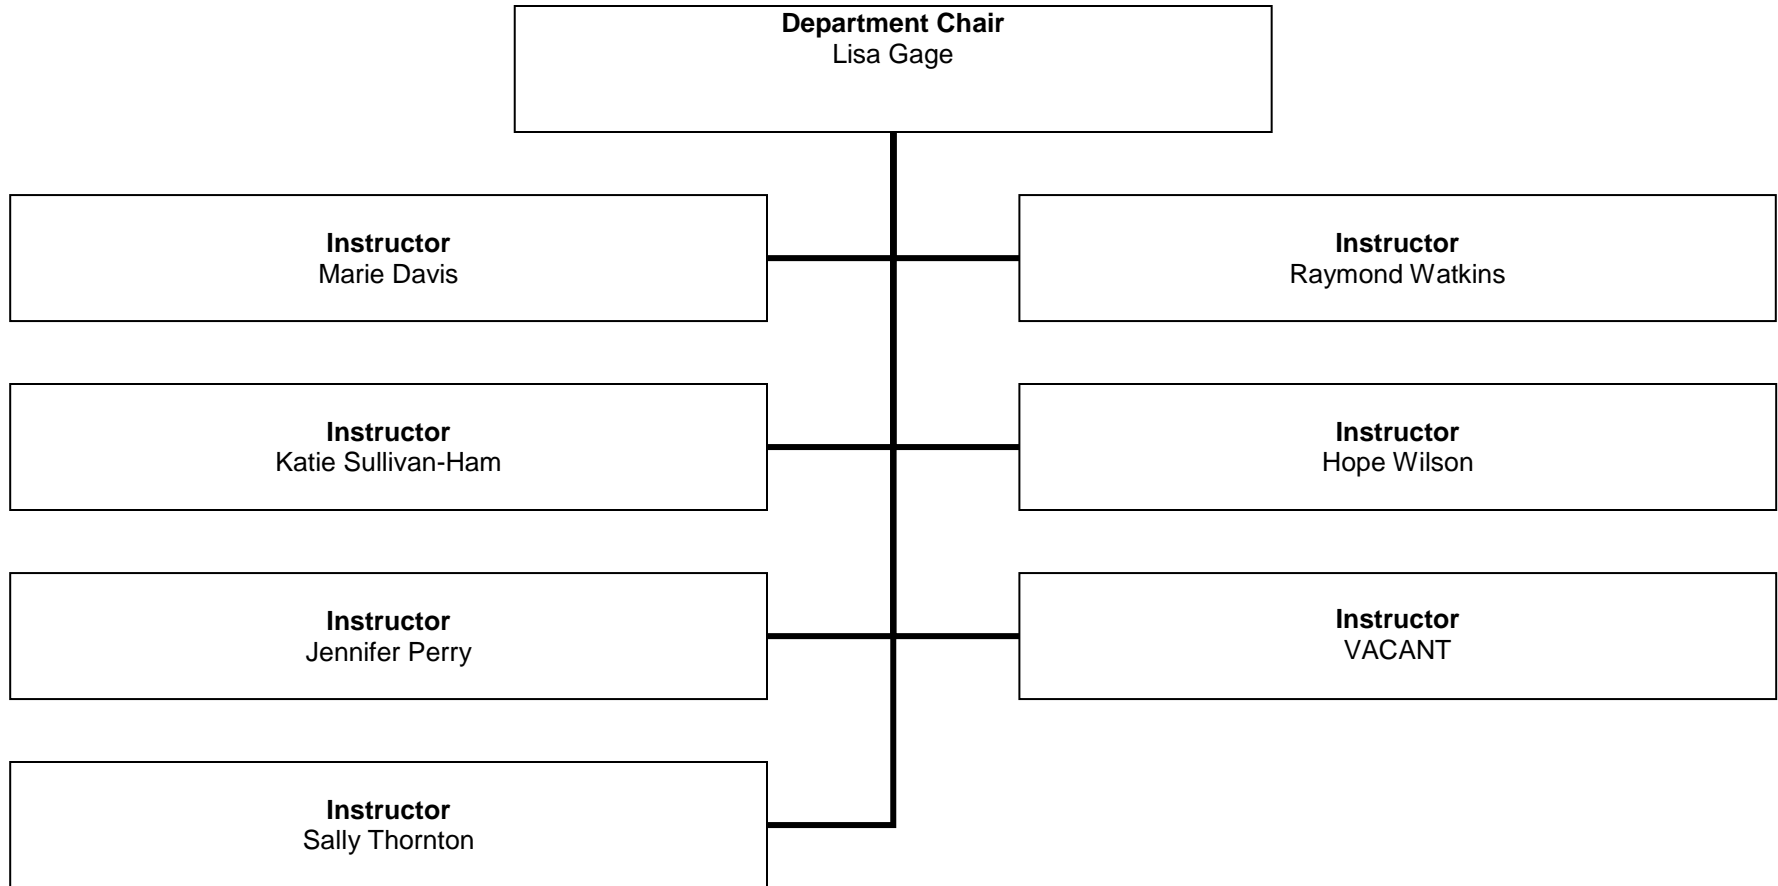 Department Chair
Lisa Gage
Instructor
Marie Davis
Instructor
Raymond Watkins
Instructor
Katie Sullivan-Ham
Instructor
Hope Wilson
Instructor
Jennifer Perry
Instructor
VACANT
Instructor
Sally Thornton